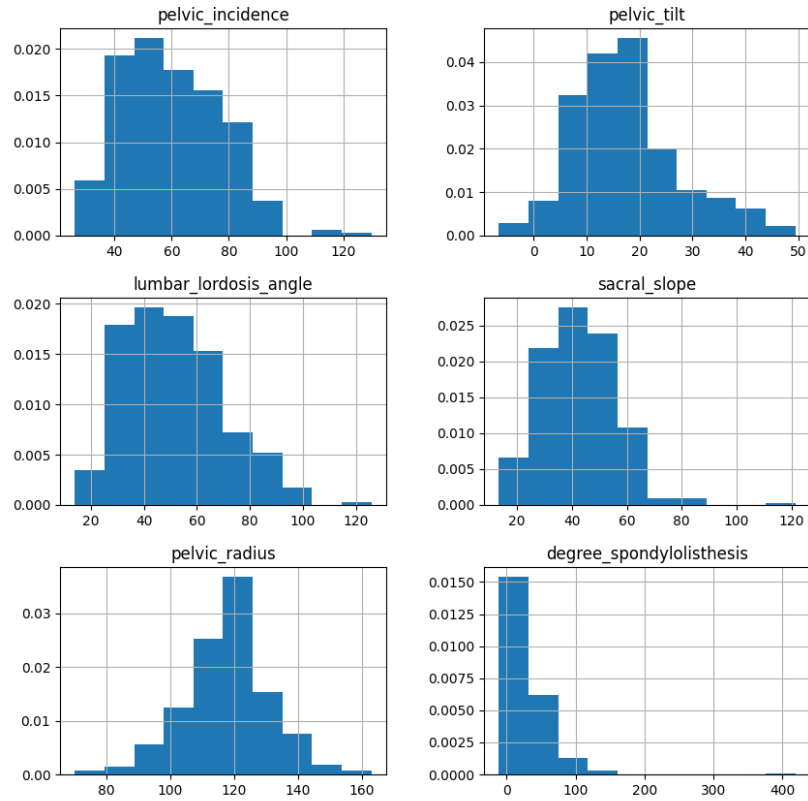 pelvic_incidence
0.020
0.015
0.010
0.005
0.000
40 60 80 100 120
pelvic_tilt
0.04
0.03
0.02
0.01
0.00
0 10 20 30 40 50
lumbar_lordosis_angle
0.020
0.015
0.010
0.005
0.000
20 40 60 80 100 120
sacral_slope
0.025
0.020
0.015
0.010
0.005
0.000
20 40 60 80 100 120
pelvic_radius
0.03
0.02
0.01
0.00
80 100 120 140 160
degree_spondylolisthesis
0.0150
0.0125
0.0100
0.0075
0.0050
0.0025
0.0000
0 100 200 300 400